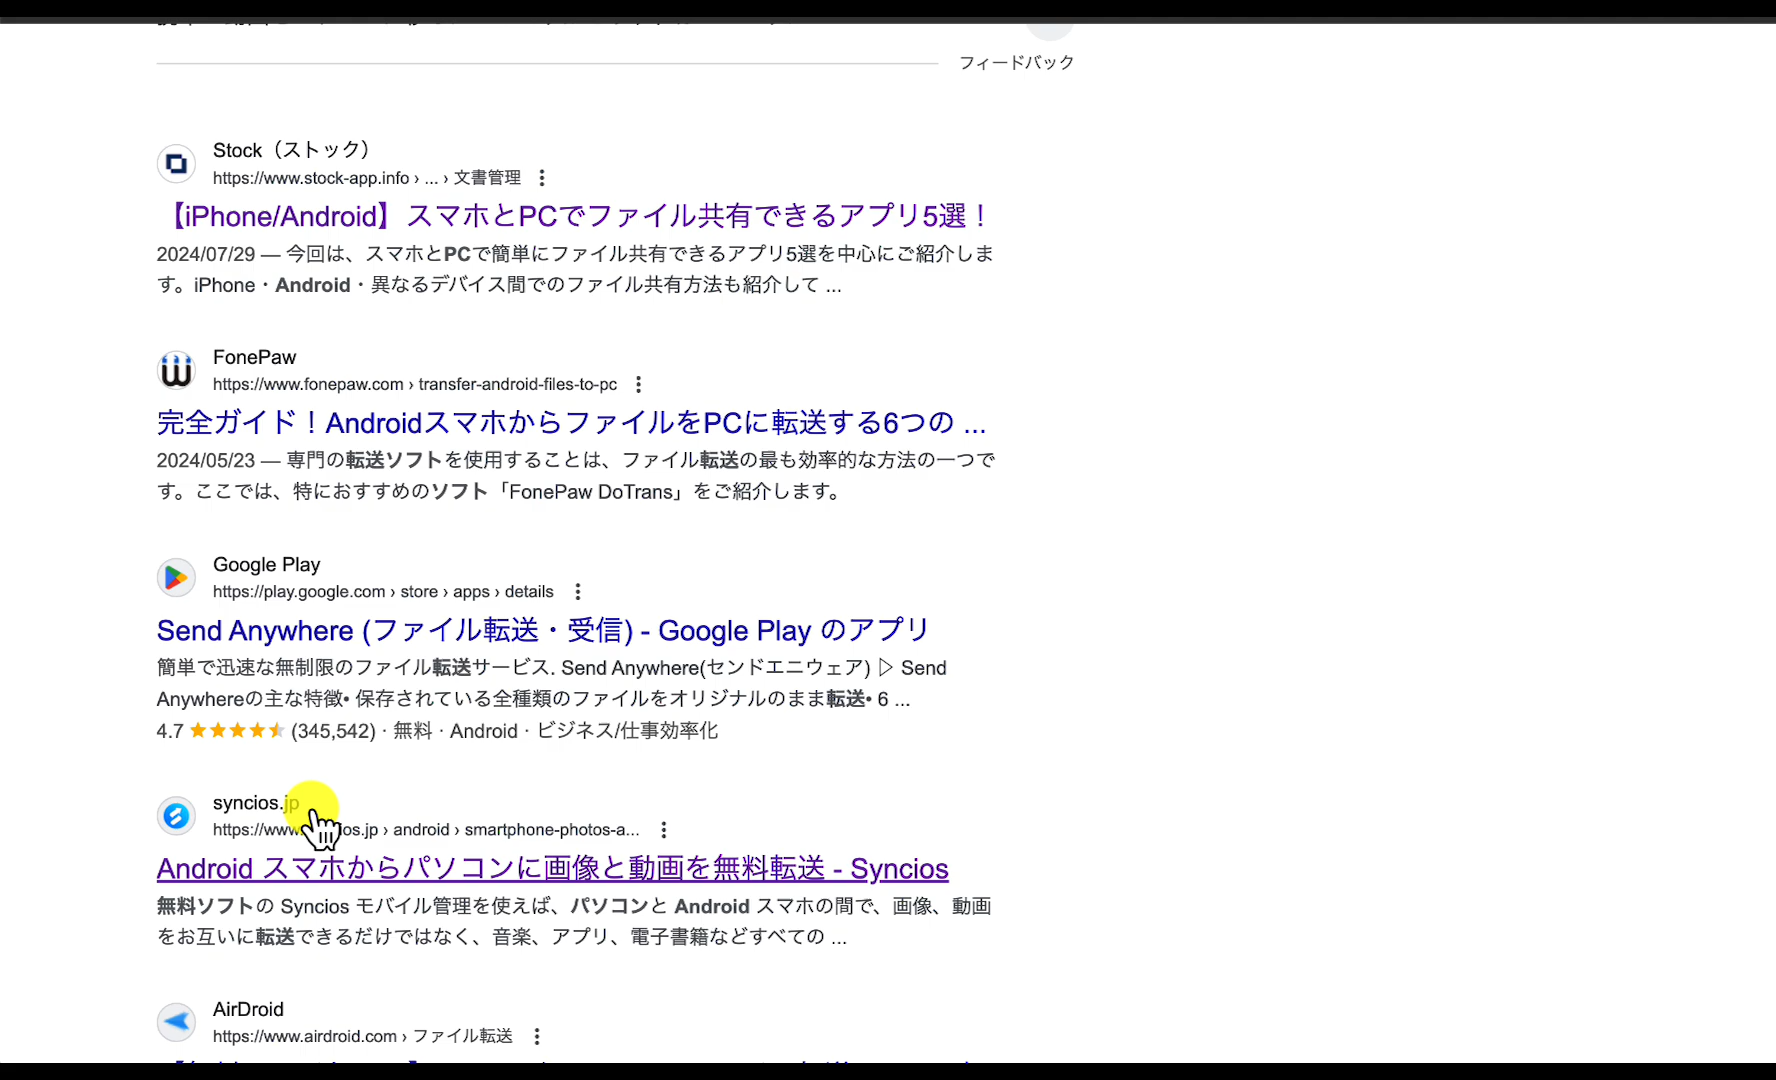 フィードバック
Stock（ストック）
https://www.stock-app.info › ... › 文書管理
【iPhone/Android】スマホとPCでファイル共有できるアプリ5選！
2024/07/29 — 今回は、スマホとPCで簡単にファイル共有できるアプリ5選を中心にご紹介しま
す。iPhone・Android・異なるデバイス間でのファイル共有方法も紹介して ...
FonePaw
https://www.fonepaw.com › transfer-android-files-to-pc
完全ガイド！AndroidスマホからファイルをPCに転送する6つの ...
2024/05/23 — 専門の転送ソフトを使用することは、ファイル転送の最も効率的な方法の一つで
す。ここでは、特におすすめのソフト「FonePaw DoTrans」をご紹介します。
Google Play
https://play.google.com › store › apps › details
Send Anywhere (ファイル転送・受信) - Google Play のアプリ
簡単で迅速な無制限のファイル転送サービス. Send Anywhere(センドエニウェア) ▷ Send
Anywhereの主な特徴• 保存されている全種類のファイルをオリジナルのまま転送• 6 ...
4.7 ★★★★★ (345,542) · 無料 · Android · ビジネス/仕事効率化
syncios.jp
https://www. os.jp › android › smartphone-photos-a...
Android スマホからパソコンに画像と動画を無料転送 - Syncios
無料ソフトの Syncios モバイル管理を使えば、パソコンと Android スマホの間で、画像、動画
をお互いに転送できるだけではなく、音楽、アプリ、電子書籍などすべての ...
AirDroid
https://www.airdroid.com › ファイル転送